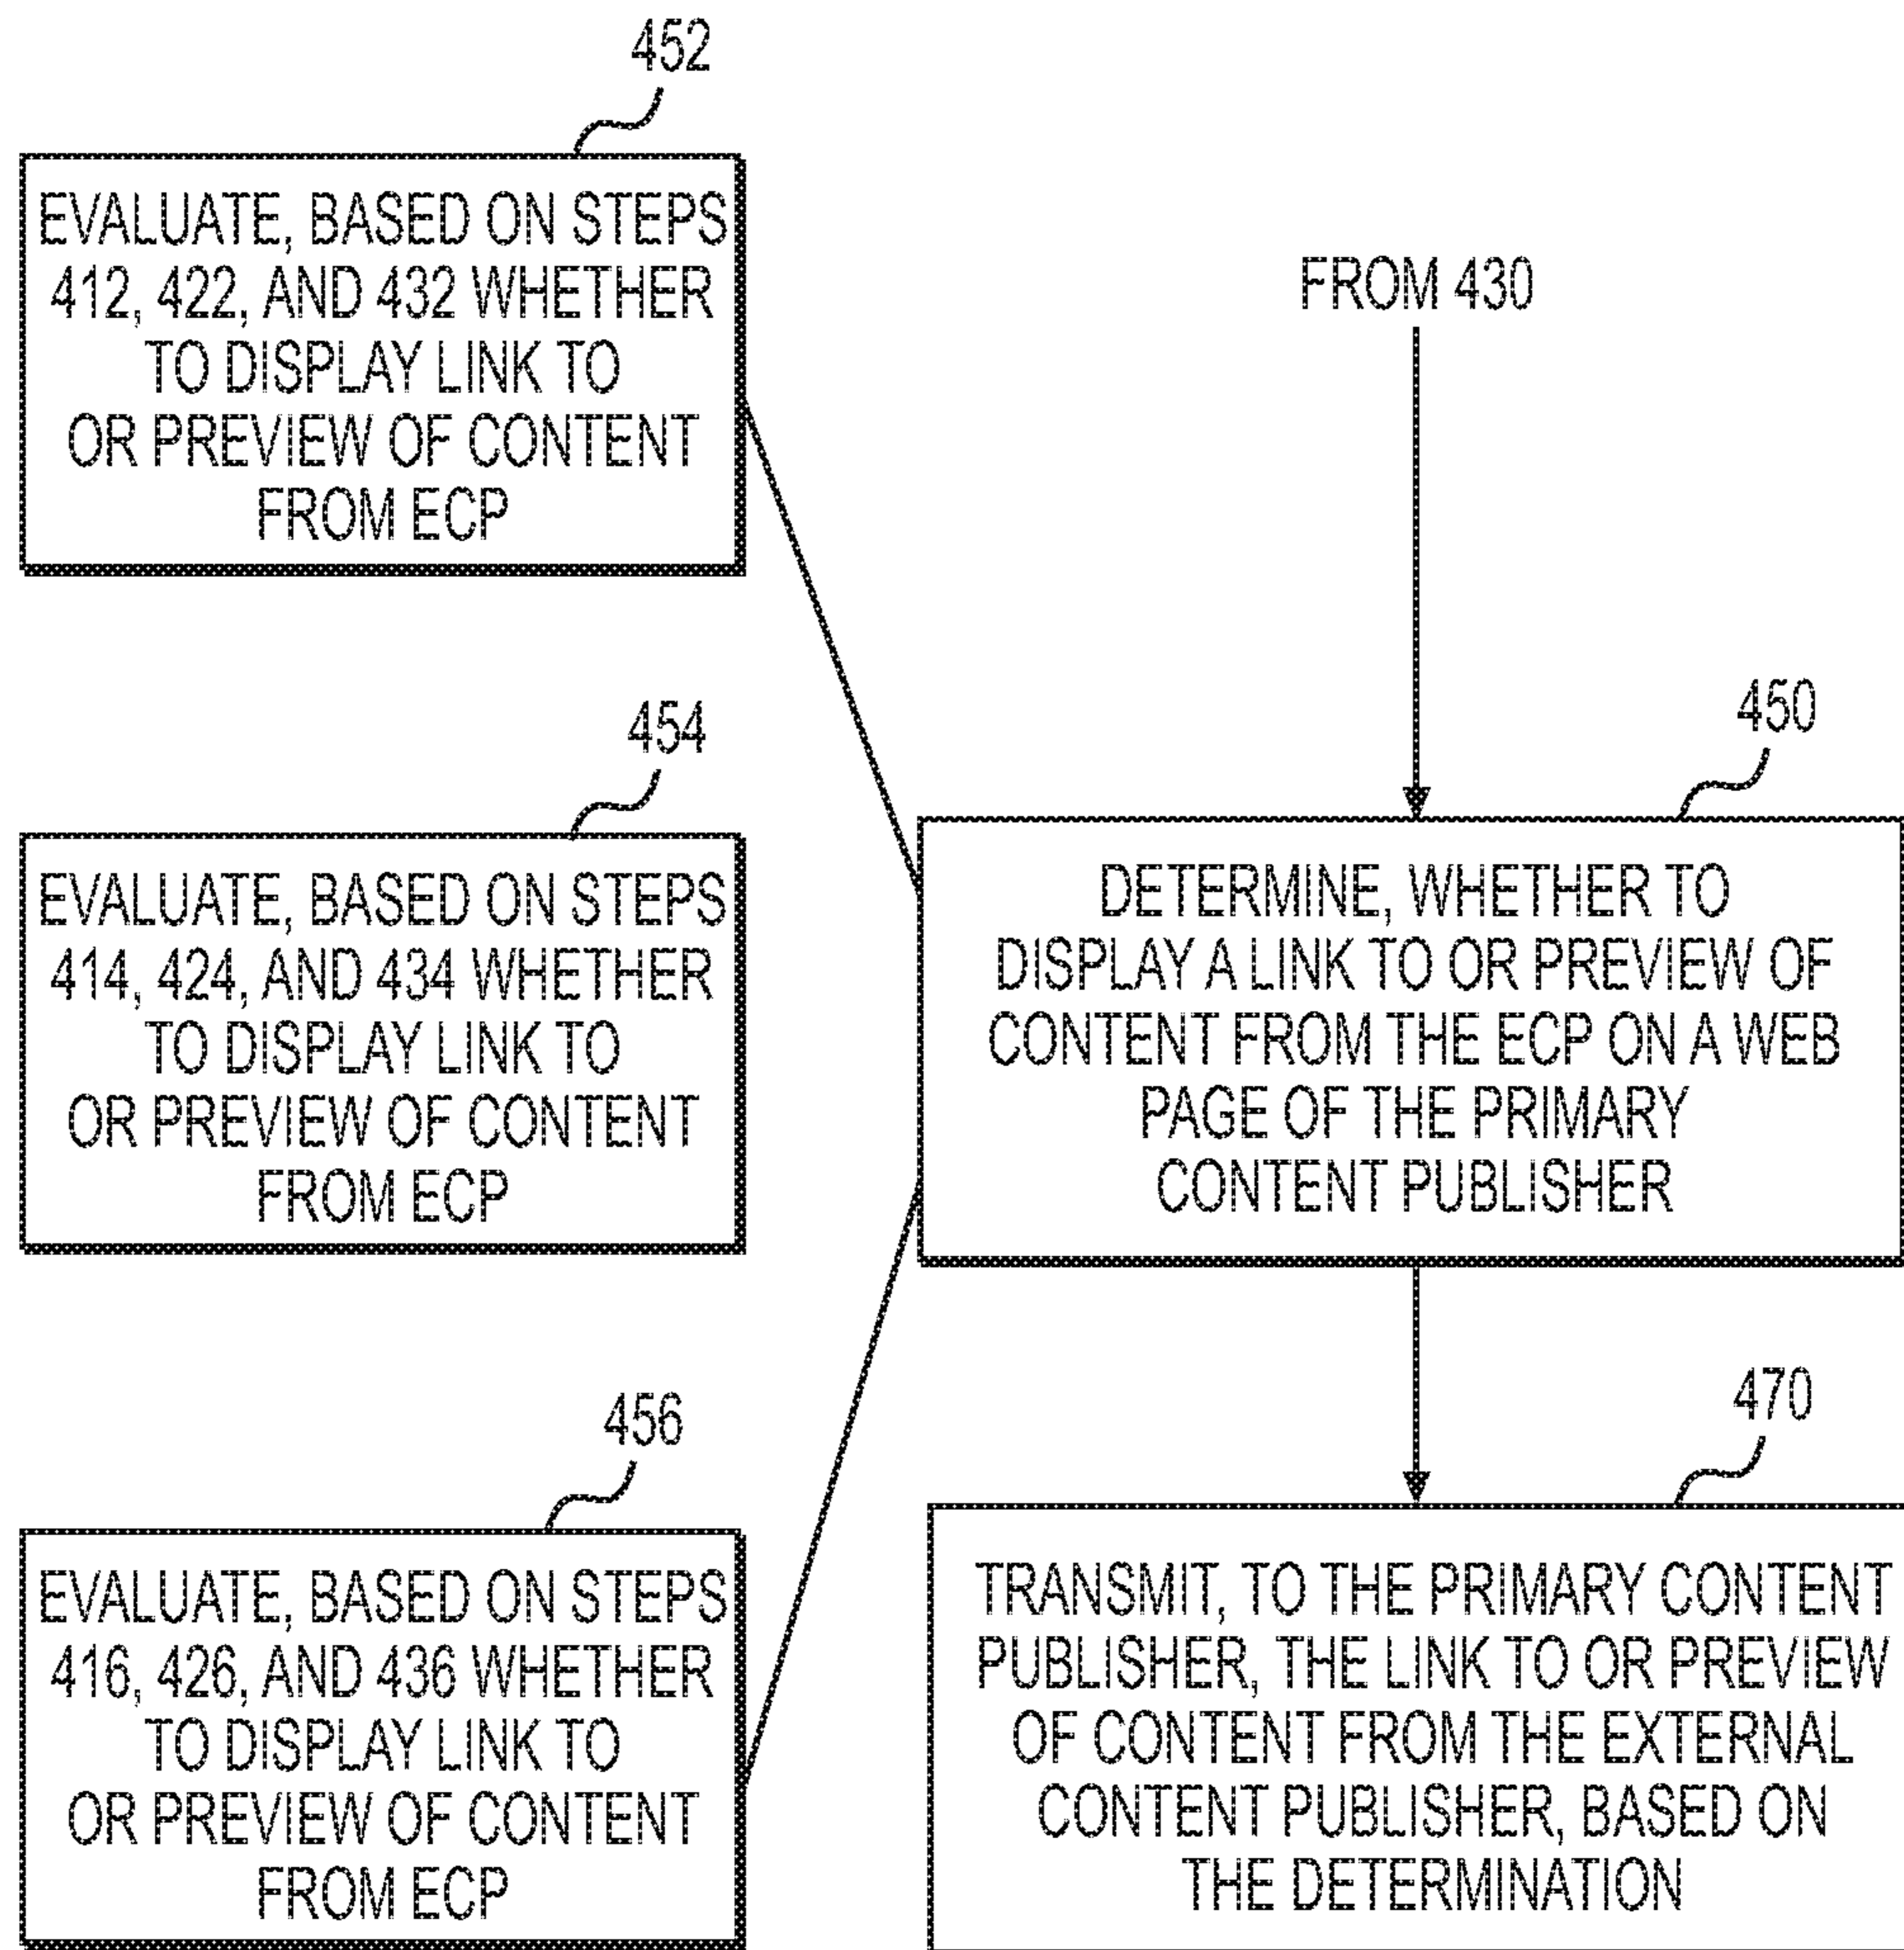 452
EVALUATE, BASED ON STEPS
412, 422, AND 432 WHETHER
TO DISPLAY LINK TO
OR PREVIEW OF CONTENT
FROM ECP
FROM 430
454
EVALUATE, BASED ON STEPS
414, 424, AND 434 WHETHER
TO DISPLAY LINK TO
OR PREVIEW OF CONTENT
FROM ECP
450
DETERMINE, WHETHER TO
DISPLAY A LINK TO OR PREVIEW OF
CONTENT FROM THE ECP ON A WEB
PAGE OF THE PRIMARY
CONTENT PUBLISHER
456
EVALUATE, BASED ON STEPS
416, 426, AND 436 WHETHER
TO DISPLAY LINK TO
OR PREVIEW OF CONTENT
FROM ECP
470
TRANSMIT, TO THE PRIMARY CONTENT
PUBLISHER, THE LINK TO OR PREVIEW
OF CONTENT FROM THE EXTERNAL
CONTENT PUBLISHER, BASED ON
THE DETERMINATION